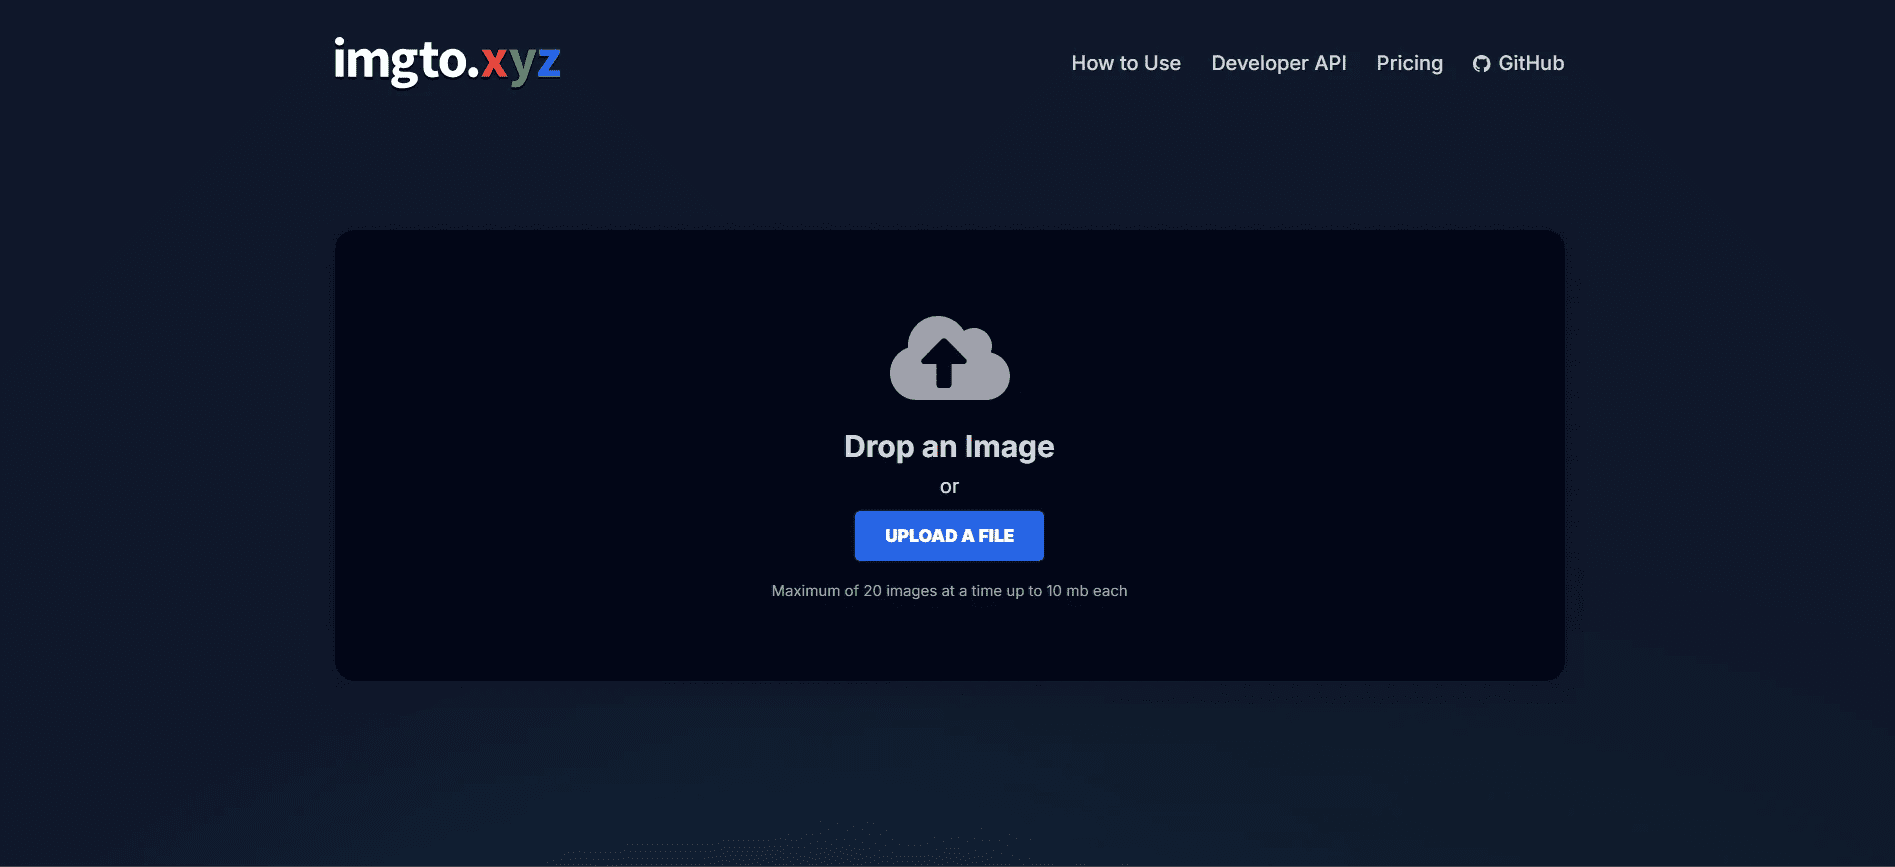 imgto.xyz
How to Use
Developer API
Pricing
GitHub
Drop an Image
or
UPLOAD A FILE
Maximum of 20 images at a time up to 10 mb each